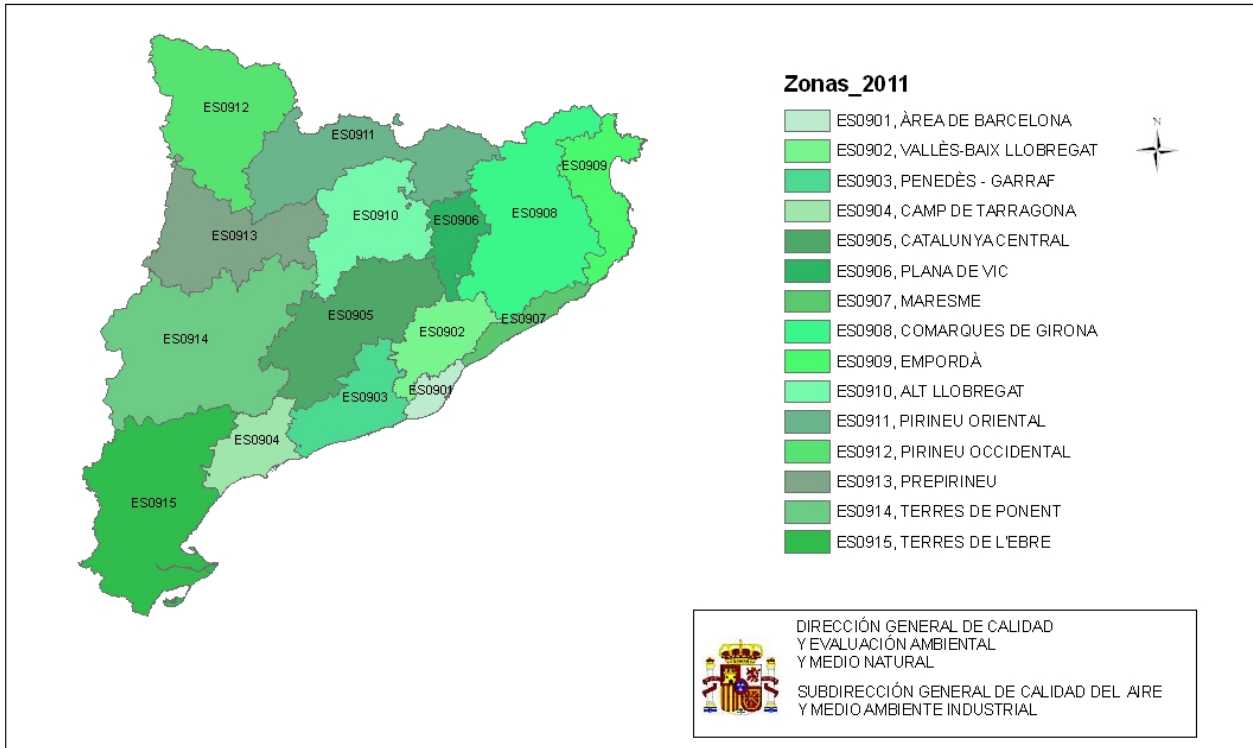 ES0912
ES0911
ES0909
ES0910
ES0906
ES0908
ES0913
ES0905
ES0907
ES0902
ES0914
ES0901
ES0903
ES0904
ES0915
Zonas_2011
N
ES0901, ÀREA DE BARCELONA
ES0902, VALLÈS-BAIX LLOBREGAT
ES0903, PENEDÈS - GARRAF
ES0904, CAMP DE TARRAGONA
ES0905, CATALUNYA CENTRAL
ES0906, PLANA DE VIC
ES0907, MARESME
ES0908, COMARQUES DE GIRONA
ES0909, EMPORDÀ
ES0910, ALT LLOBREGAT
ES0911, PIRINEU ORIENTAL
ES0912, PIRINEU OCCIDENTAL
ES0913, PREPIRINEU
ES0914, TERRES DE PONENT
ES0915, TERRES DE L'EBRE
DIRECCIÓN GENERAL DE CALIDAD
Y EVALUACIÓN AMBIENTAL
Y MEDIO NATURAL
SUBDIRECCIÓN GENERAL DE CALIDAD DEL AIRE
Y MEDIO AMBIENTE INDUSTRIAL